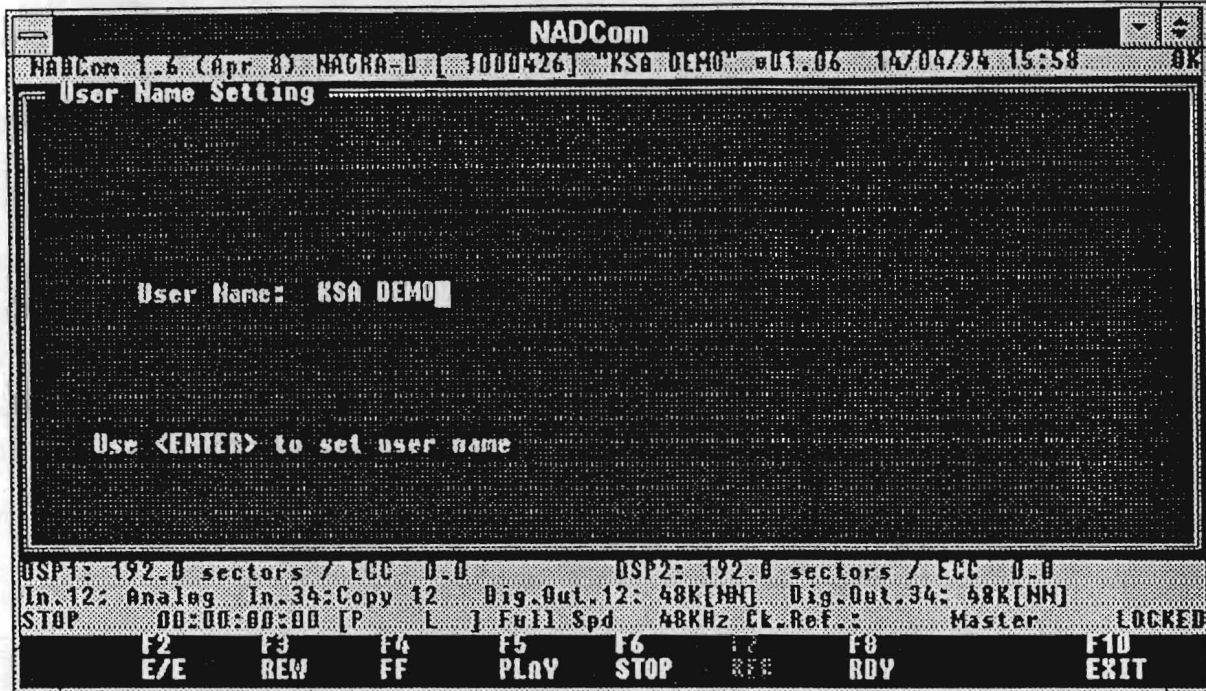 NADCom
NADCom 1.6 (Apr 8) NAGRA-D [ 1000426] "KSA DEMO" v01.06 14/04/94 15:58 OK
User Name Setting
User Name: KSA DEMO
Use <ENTER> to set user name
DSP1: 192.0 sectors / ECC 0.0 DSP2: 192.0 sectors / ECC 0.0
In.12: Analog In.34:Copy 12 Dig.Out.12: 48K[NN] Dig.Out.34: 48K[NN]
STOP 00:00:00:00 [P L ] Full Spd 48KHz Ck.Ref.: Master LOCKED
F2 F3 F4 F5 F6 F7 F8 F10
E/E REW FF PLAY STOP REC RDY EXIT